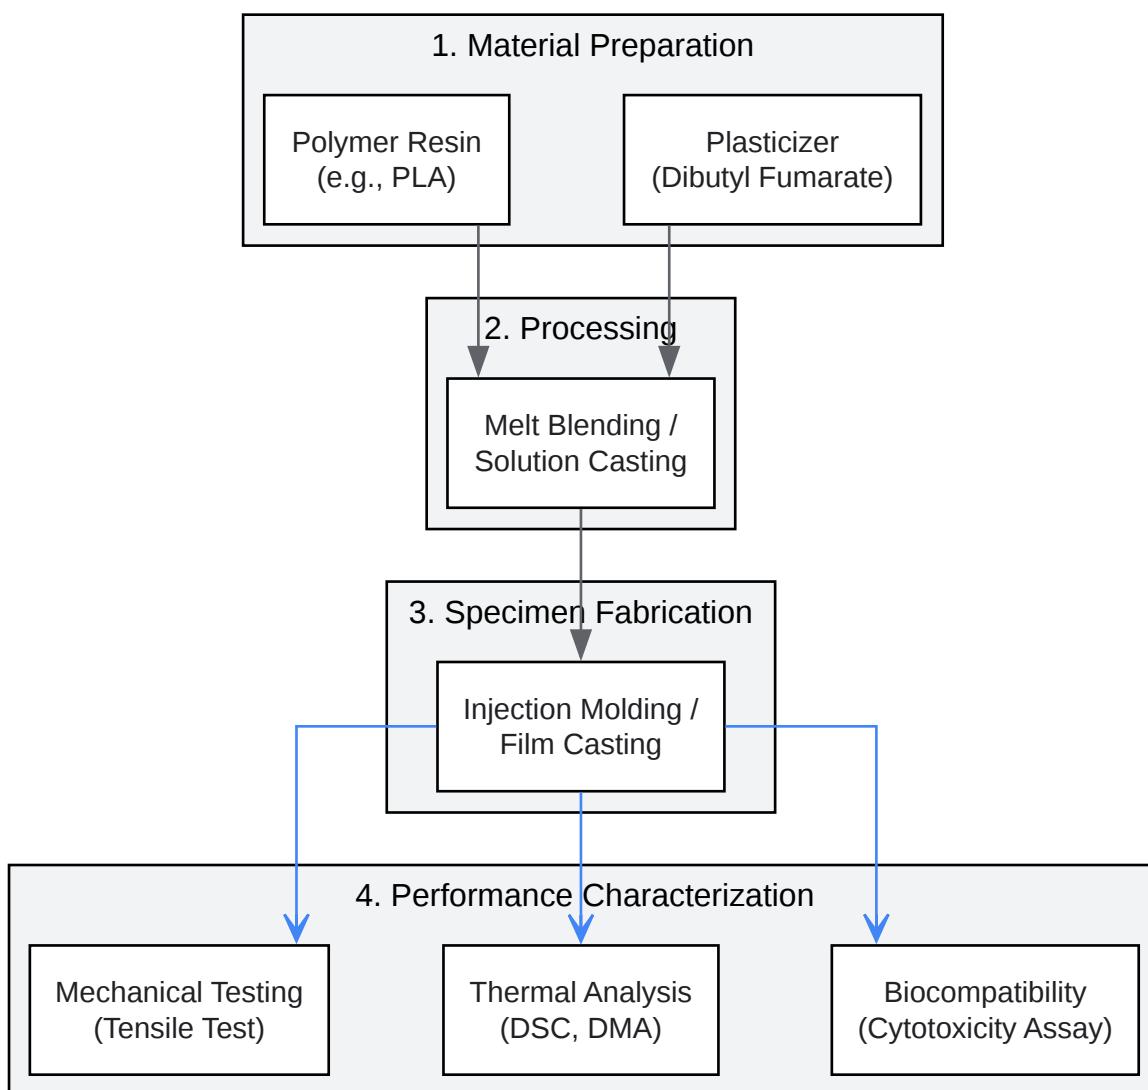 1. Material Preparation
Polymer Resin
(e.g., PLA)
Plasticizer
(Dibutyl Fumarate)
2. Processing
Melt Blending /
Solution Casting
3. Specimen Fabrication
Injection Molding /
Film Casting
4. Performance Characterization
Mechanical Testing
(Tensile Test)
Thermal Analysis
(DSC, DMA)
Biocompatibility
(Cytotoxicity Assay)